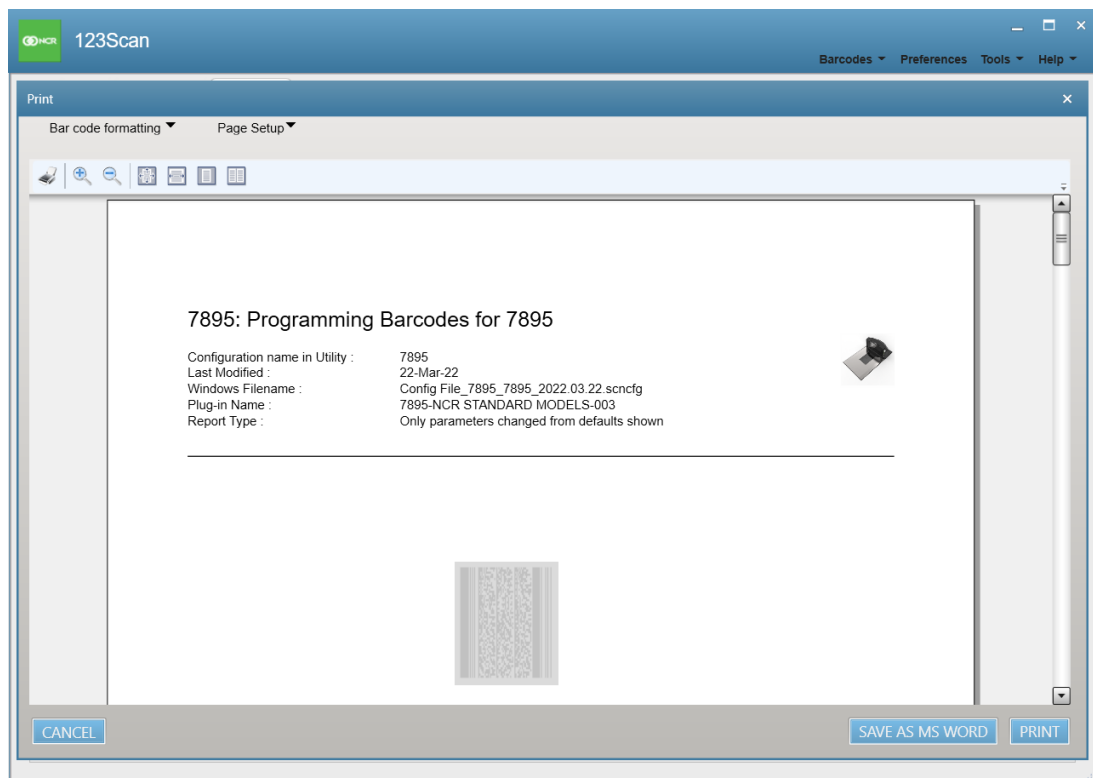 NCR
123Scan
Barcodes Preferences Tools Help
Print
Bar code formatting Page Setup
7895: Programming Barcodes for 7895
Configuration name in Utility : 7895
Last Modified : 22-Mar-22
Windows Filename : Config File_7895_7895_2022.03.22.scncfg
Plug-in Name : 7895-NCR STANDARD MODELS-003
Report Type : Only parameters changed from defaults shown
CANCEL SAVE AS MS WORD PRINT